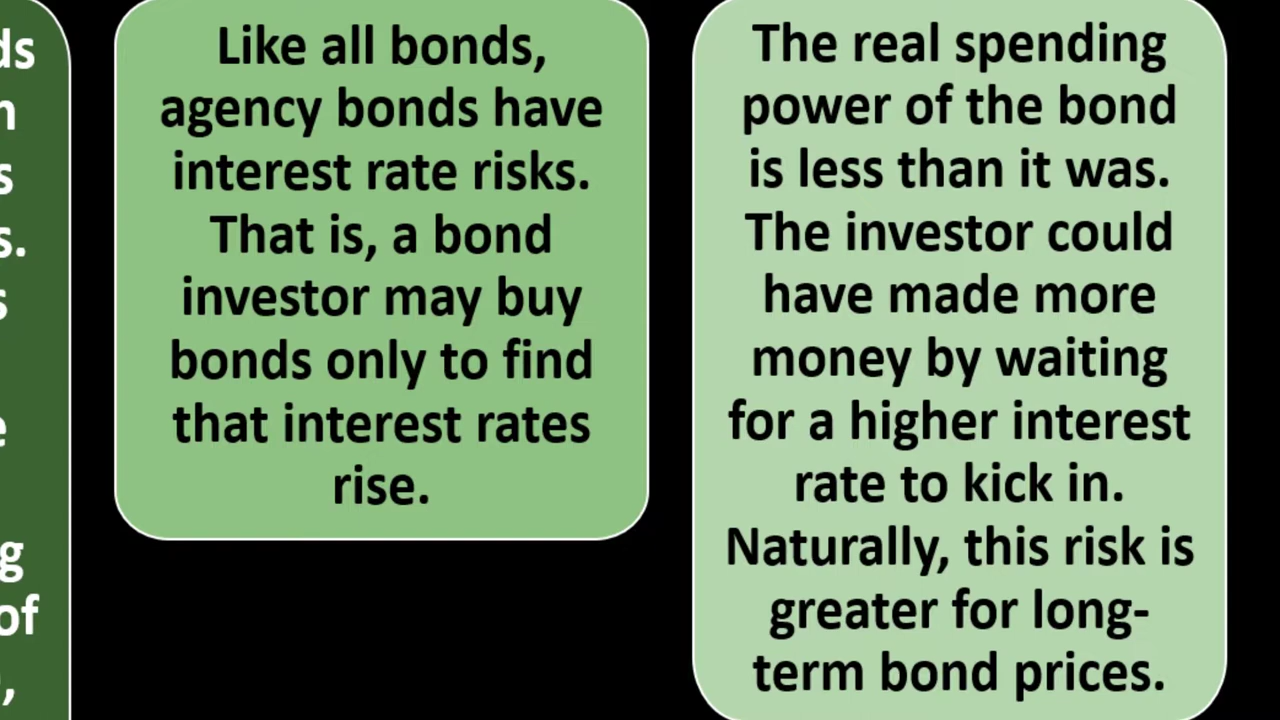 ds
n
s
s.
s
e
g
of
,
Like all bonds,
agency bonds have
interest rate risks.
That is, a bond
investor may buy
bonds only to find
that interest rates
rise.
The real spending
power of the bond
is less than it was.
The investor could
have made more
money by waiting
for a higher interest
rate to kick in.
Naturally, this risk is
greater for long-
term bond prices.